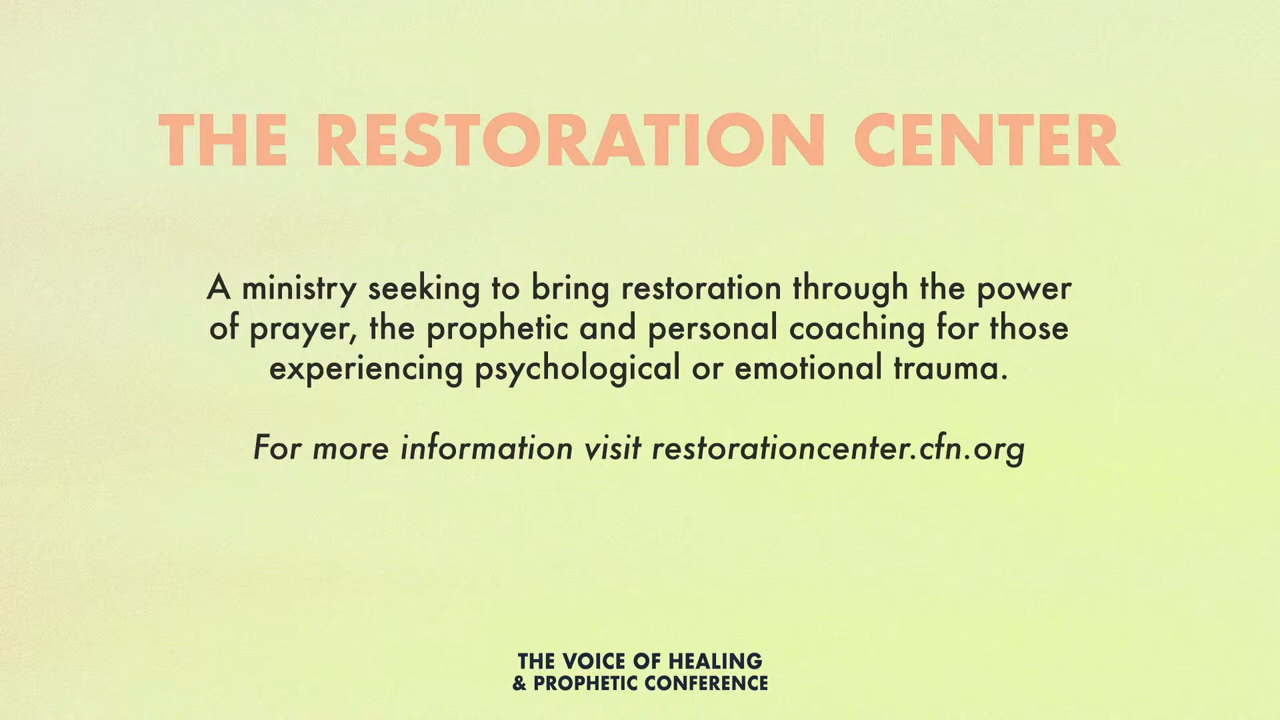 THE RESTORATION CENTER
A ministry seeking to bring restoration through the power
of prayer, the prophetic and personal coaching for those
experiencing psychological or emotional trauma.
For more information visit restorationcenter.cfn.org
THE VOICE OF HEALING
& PROPHETIC CONFERENCE